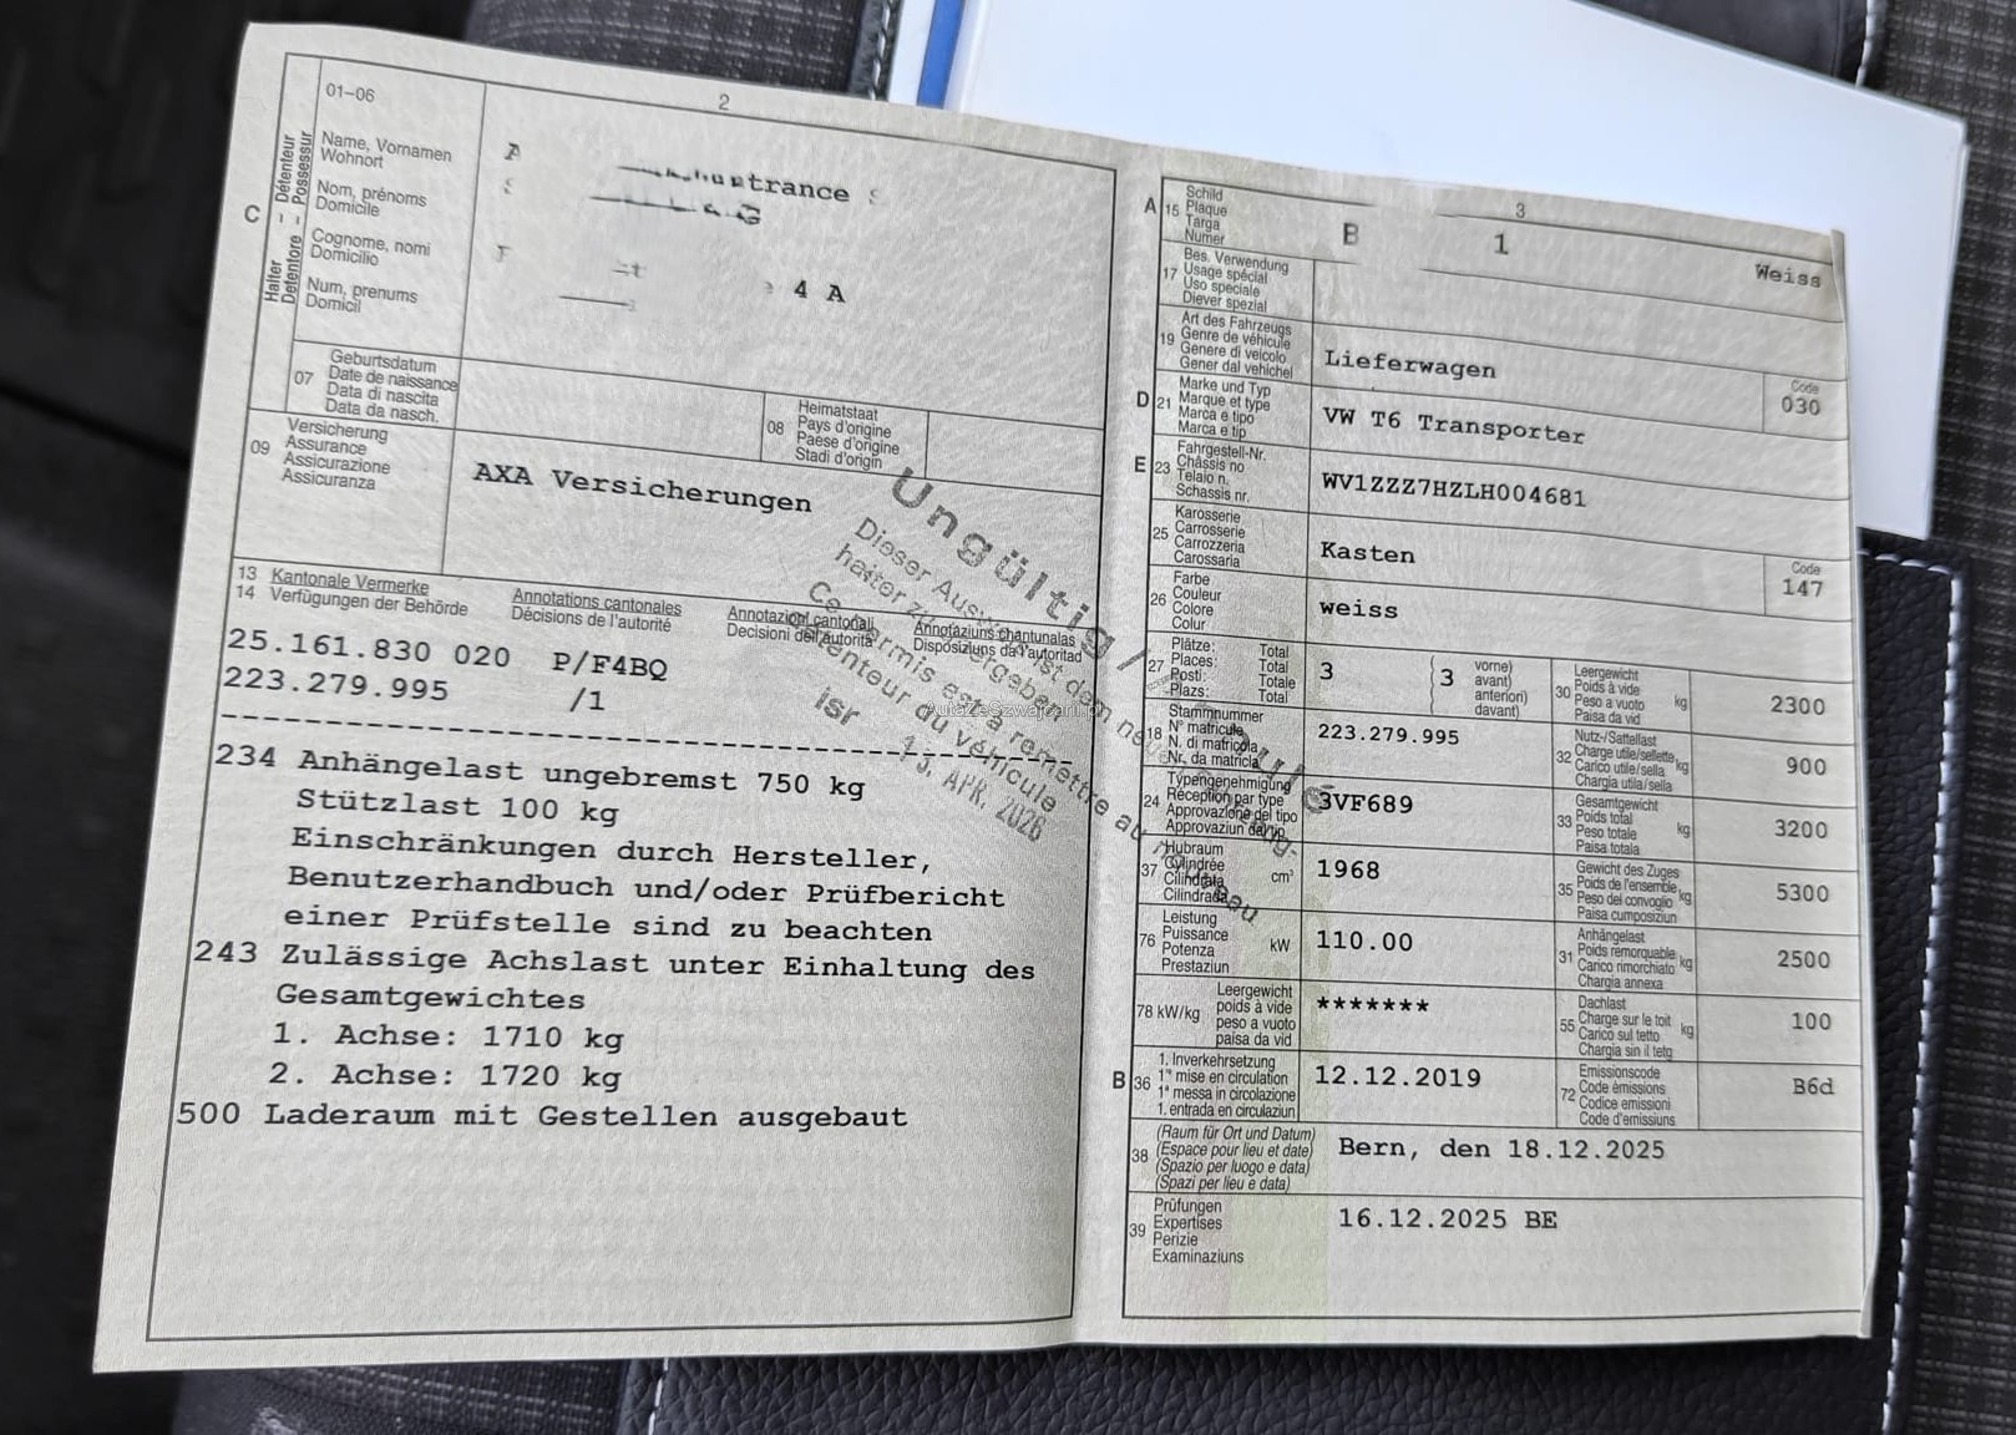 2
01-06
C
Halter - Détenteur
Detentore - Possessur
Name, Vornamen
Wohnort
Nom, prénoms
Domicile
Cognome, nomi
Domicilio
Num, prenums
Domicil
A
trance
4 A
07
Geburtsdatum
Date de naissance
Data di nascita
Data da nasch.
08
Heimatstaat
Pays d'origine
Paese d'origine
Stadi d'origin
09
Versicherung
Assurance
Assicurazione
Assicuranza
AXA Versicherungen
13 Kantonale Vermerke
14 Verfügungen der Behörde
Annotations cantonales
Décisions de l'autorité
Annotazioni cantonali
Decisioni dell'autorità
Annotaziuns chantunalas
Disposiziuns da l'autoritad
25.161.830 020 P/F4BQ
223.279.995 /1
234 Anhängelast ungebremst 750 kg
Stützlast 100 kg
Einschränkungen durch Hersteller,
Benutzerhandbuch und/oder Prüfbericht
einer Prüfstelle sind zu beachten
243 Zulässige Achslast unter Einhaltung des
Gesamtgewichtes
1. Achse: 1710 kg
2. Achse: 1720 kg
500 Laderaum mit Gestellen ausgebaut
Ungültig /
Dieser Ausweis ist dem
halter zu übergeben
Ce permis est à remettre au
détenteur du véhicule
isr 13. APR. 2026
AutazeSzwajcarii.pl
3
A 15
Schild
Plaque
Targa
Numer
B 1 Weiss
17
Bes. Verwendung
Usage spécial
Uso speciale
Diever spezial
19
Art des Fahrzeugs
Genre de véhicule
Genere di veicolo
Gener dal vehichel
Lieferwagen
Code
030
D 21
Marke und Typ
Marque et type
Marca e tipo
Marca e tip
VW T6 Transporter
E 23
Fahrgestell-Nr.
Châssis no
Telaio n.
Schassis nr.
WV1ZZZ7HZLH004681
25
Karosserie
Carrosserie
Carrozzeria
Carossaria
Kasten
Code
147
26
Farbe
Couleur
Colore
Colur
weiss
27
Plätze: Total
Places: Total
Posti: Totale
Plazs: Total
3
3
vorne)
avant)
anteriori)
davant)
30
Leergewicht
Poids à vide
Peso a vuoto
Paisa da vid
kg
2300
18
Stammnummer
N° matricule
N. di matricola
Nr. da matricla
223.279.995
32
Nutz-/Sattellast
Charge utile/sellette
Carico utile/sella
Chargia utila/sella
kg
900
24
Typengenehmigung
Réception par type
Approvazione del tipo
Approvaziun da tip
3VF689
33
Gesamtgewicht
Poids total
Peso totale
Paisa totala
kg
3200
37
Hubraum
Cylindrée
Cilindrata
Cilindrada
cm³
1968
35
Gewicht des Zuges
Poids de l'ensemble
Peso del convoglio
Paisa cumposiziun
kg
5300
76
Leistung
Puissance
Potenza
Prestaziun
kW
110.00
31
Anhängelast
Poids remorquable
Carico rimorchiato
Chargia annexa
kg
2500
78 kW/kg
Leergewicht
poids à vide
peso a vuoto
paisa da vid
*******
55
Dachlast
Charge sur le toit
Carico sul tetto
Chargia sin il tetg
kg
100
B 36
1. Inverkehrsetzung
1re mise en circulation
1a messa in circolazione
1. entrada en circulaziun
12.12.2019
72
Emissionscode
Code émissions
Codice emissioni
Code d'emissiuns
B6d
38
(Raum für Ort und Datum)
(Espace pour lieu et date)
(Spazio per luogo e data)
(Spazi per lieu e data)
Bern, den 18.12.2025
39
Prüfungen
Expertises
Perizie
Examinaziuns
16.12.2025 BE